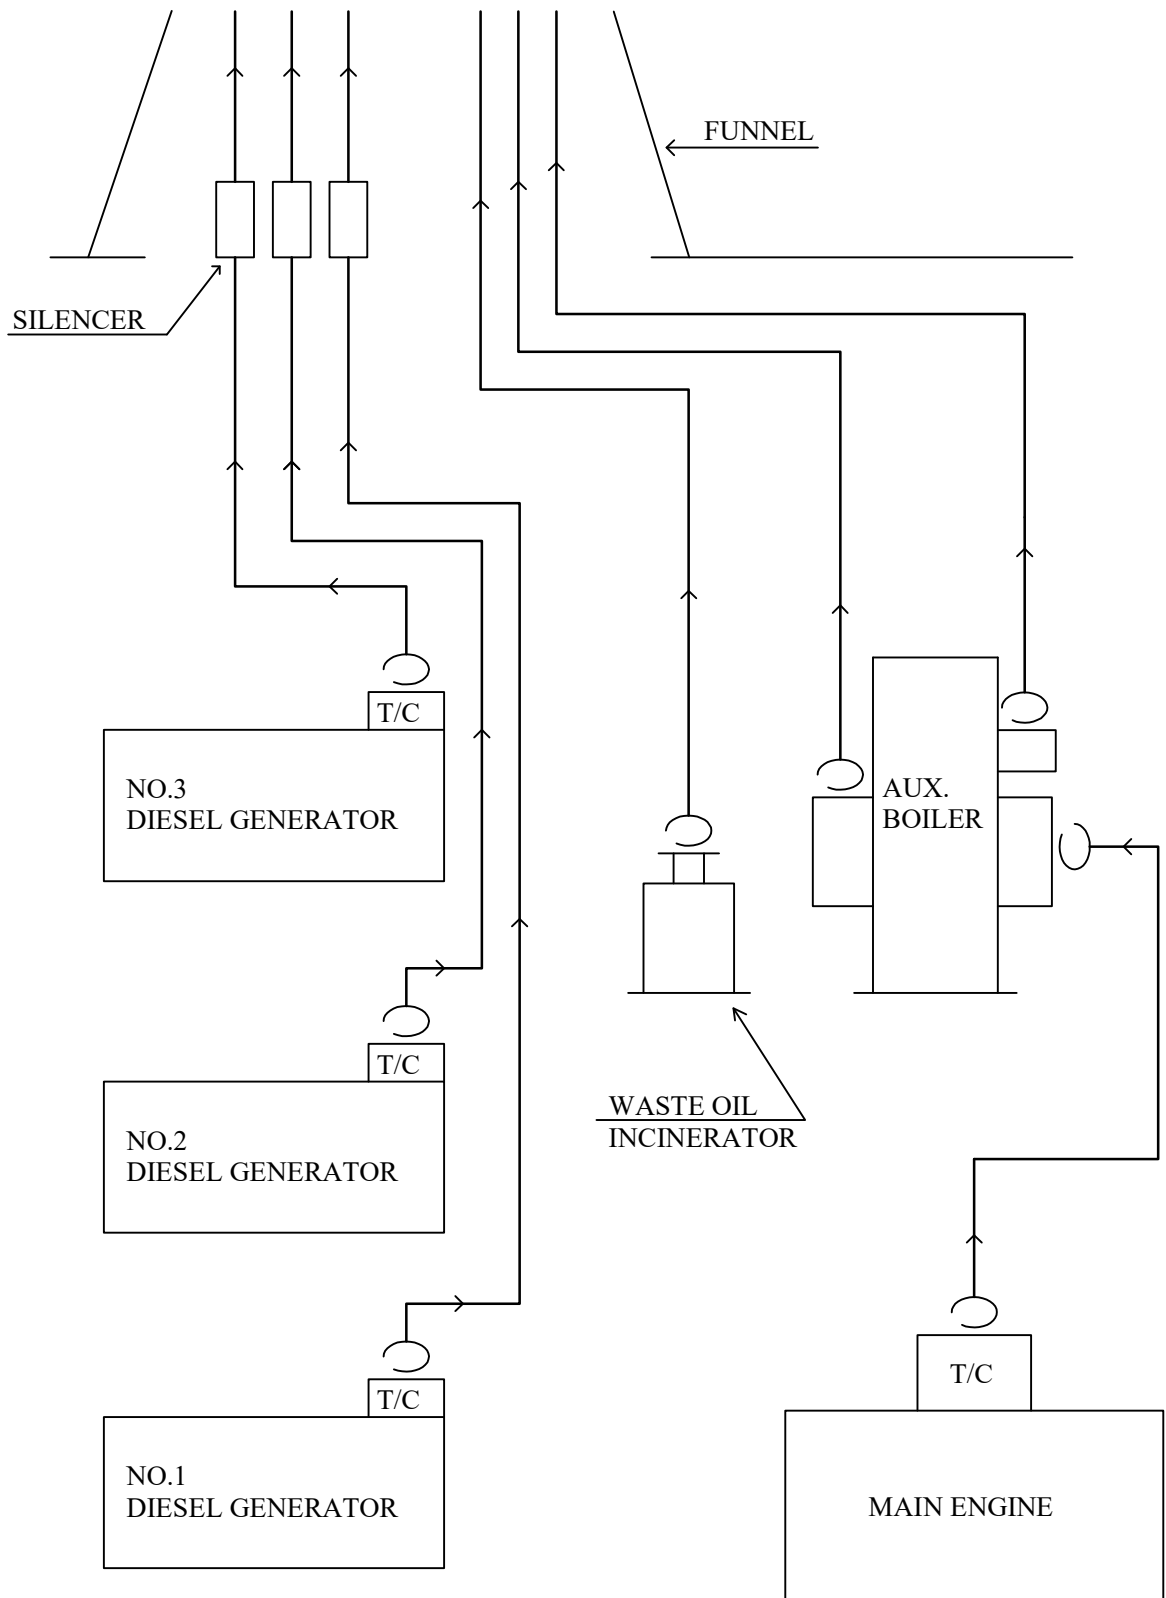 FUNNEL
SILENCER
T/C
NO.3
DIESEL GENERATOR
AUX.
BOILER
T/C
NO.2
DIESEL GENERATOR
WASTE OIL
INCINERATOR
T/C
NO.1
DIESEL GENERATOR
T/C
MAIN ENGINE